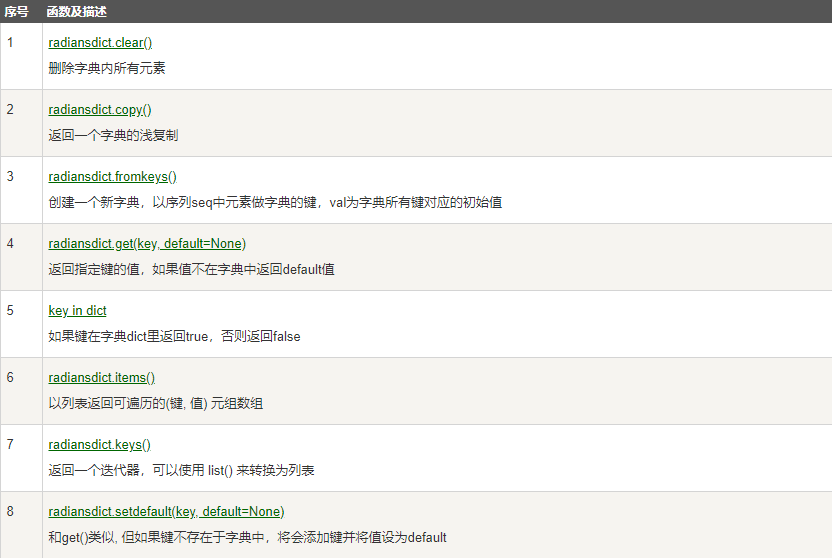 序号 函数及描述
1 radiansdict.clear()
删除字典内所有元素
2 radiansdict.copy()
返回一个字典的浅复制
3 radiansdict.fromkeys()
创建一个新字典，以序列seq中元素做字典的键，val为字典所有键对应的初始值
4 radiansdict.get(key, default=None)
返回指定键的值，如果值不在字典中返回default值
5 key in dict
如果键在字典dict里返回true，否则返回false
6 radiansdict.items()
以列表返回可遍历的(键, 值) 元组数组
7 radiansdict.keys()
返回一个迭代器，可以使用 list() 来转换为列表
8 radiansdict.setdefault(key, default=None)
和get()类似, 但如果键不存在于字典中，将会添加键并将值设为default